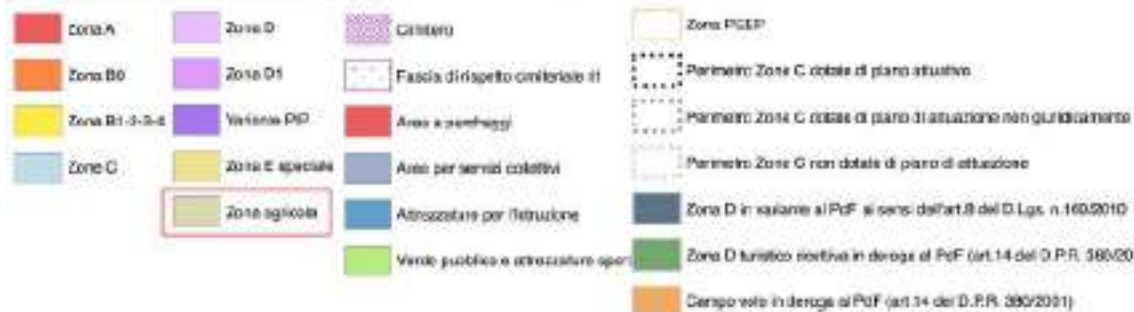 Zona A
Zona B0
Zona B1-2-3-4
Zona C
Zona D
Zona D1
Variante PIP
Zona E speciale
Zona agricola
Cimitero
Fascia di rispetto cimiteriale
Area a parcheggi
Area per servizi collettivi
Attrezzature per l'istruzione
Verde pubblico e attrezzature spor
Zona PEEP
Perimetro Zone C dotate di piano attuativo
Perimetro Zone C dotate di piano di attuazione non giuridicamente
Perimetro Zone C non dotate di piano di attuazione
Zona D in variante al PdF ai sensi dell'art.8 del D.Lgs. n.160/2010
Zona D turistico ricettiva in deroga al PdF (art.14 del D.P.R. 380/20
Campo volo in deroga al PdF (art.14 del D.P.R. 380/2001)